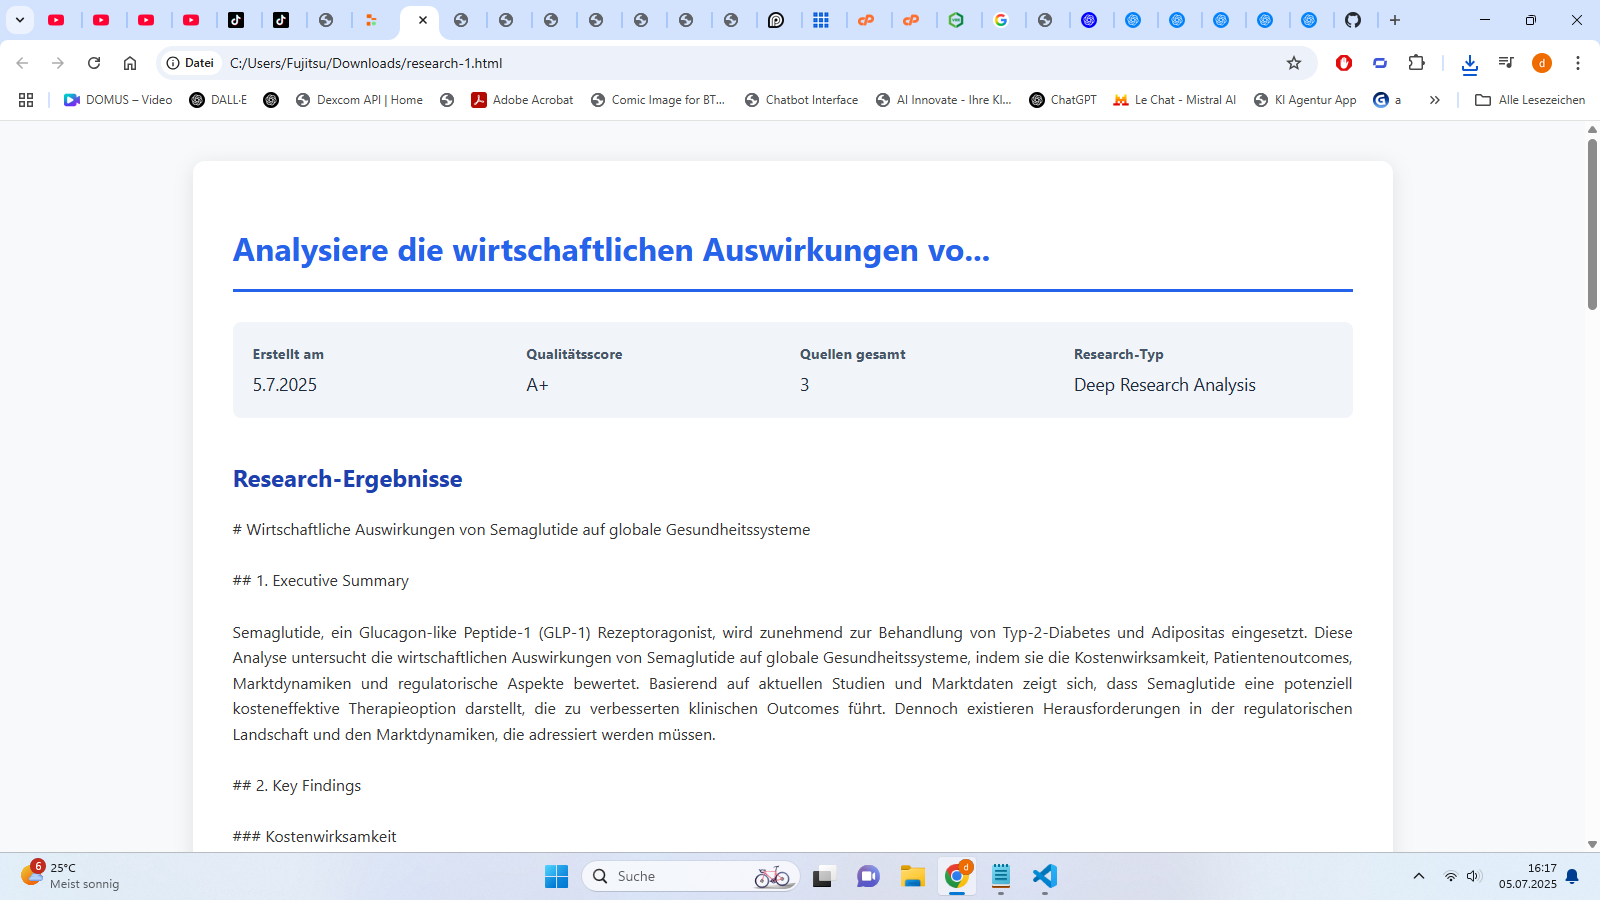 Datei
C:/Users/Fujitsu/Downloads/research-1.html
d
DOMUS – Video
DALL·E
Dexcom API | Home
Adobe Acrobat
Comic Image for BT...
Chatbot Interface
AI Innovate - Ihre KI...
ChatGPT
Le Chat - Mistral AI
KI Agentur App
a
Alle Lesezeichen
Analysiere die wirtschaftlichen Auswirkungen vo...
Erstellt am
5.7.2025
Qualitätsscore
A+
Quellen gesamt
3
Research-Typ
Deep Research Analysis
Research-Ergebnisse
# Wirtschaftliche Auswirkungen von Semaglutide auf globale Gesundheitssysteme
## 1. Executive Summary
Semaglutide, ein Glucagon-like Peptide-1 (GLP-1) Rezeptoragonist, wird zunehmend zur Behandlung von Typ-2-Diabetes und Adipositas eingesetzt. Diese
Analyse untersucht die wirtschaftlichen Auswirkungen von Semaglutide auf globale Gesundheitssysteme, indem sie die Kostenwirksamkeit, Patientenoutcomes,
Marktdynamiken und regulatorische Aspekte bewertet. Basierend auf aktuellen Studien und Marktdaten zeigt sich, dass Semaglutide eine potenziell
kosteneffektive Therapieoption darstellt, die zu verbesserten klinischen Outcomes führt. Dennoch existieren Herausforderungen in der regulatorischen
Landschaft und den Marktdynamiken, die adressiert werden müssen.
## 2. Key Findings
### Kostenwirksamkeit
6
25°C
Meist sonnig
Suche
d
16:17
05.07.2025